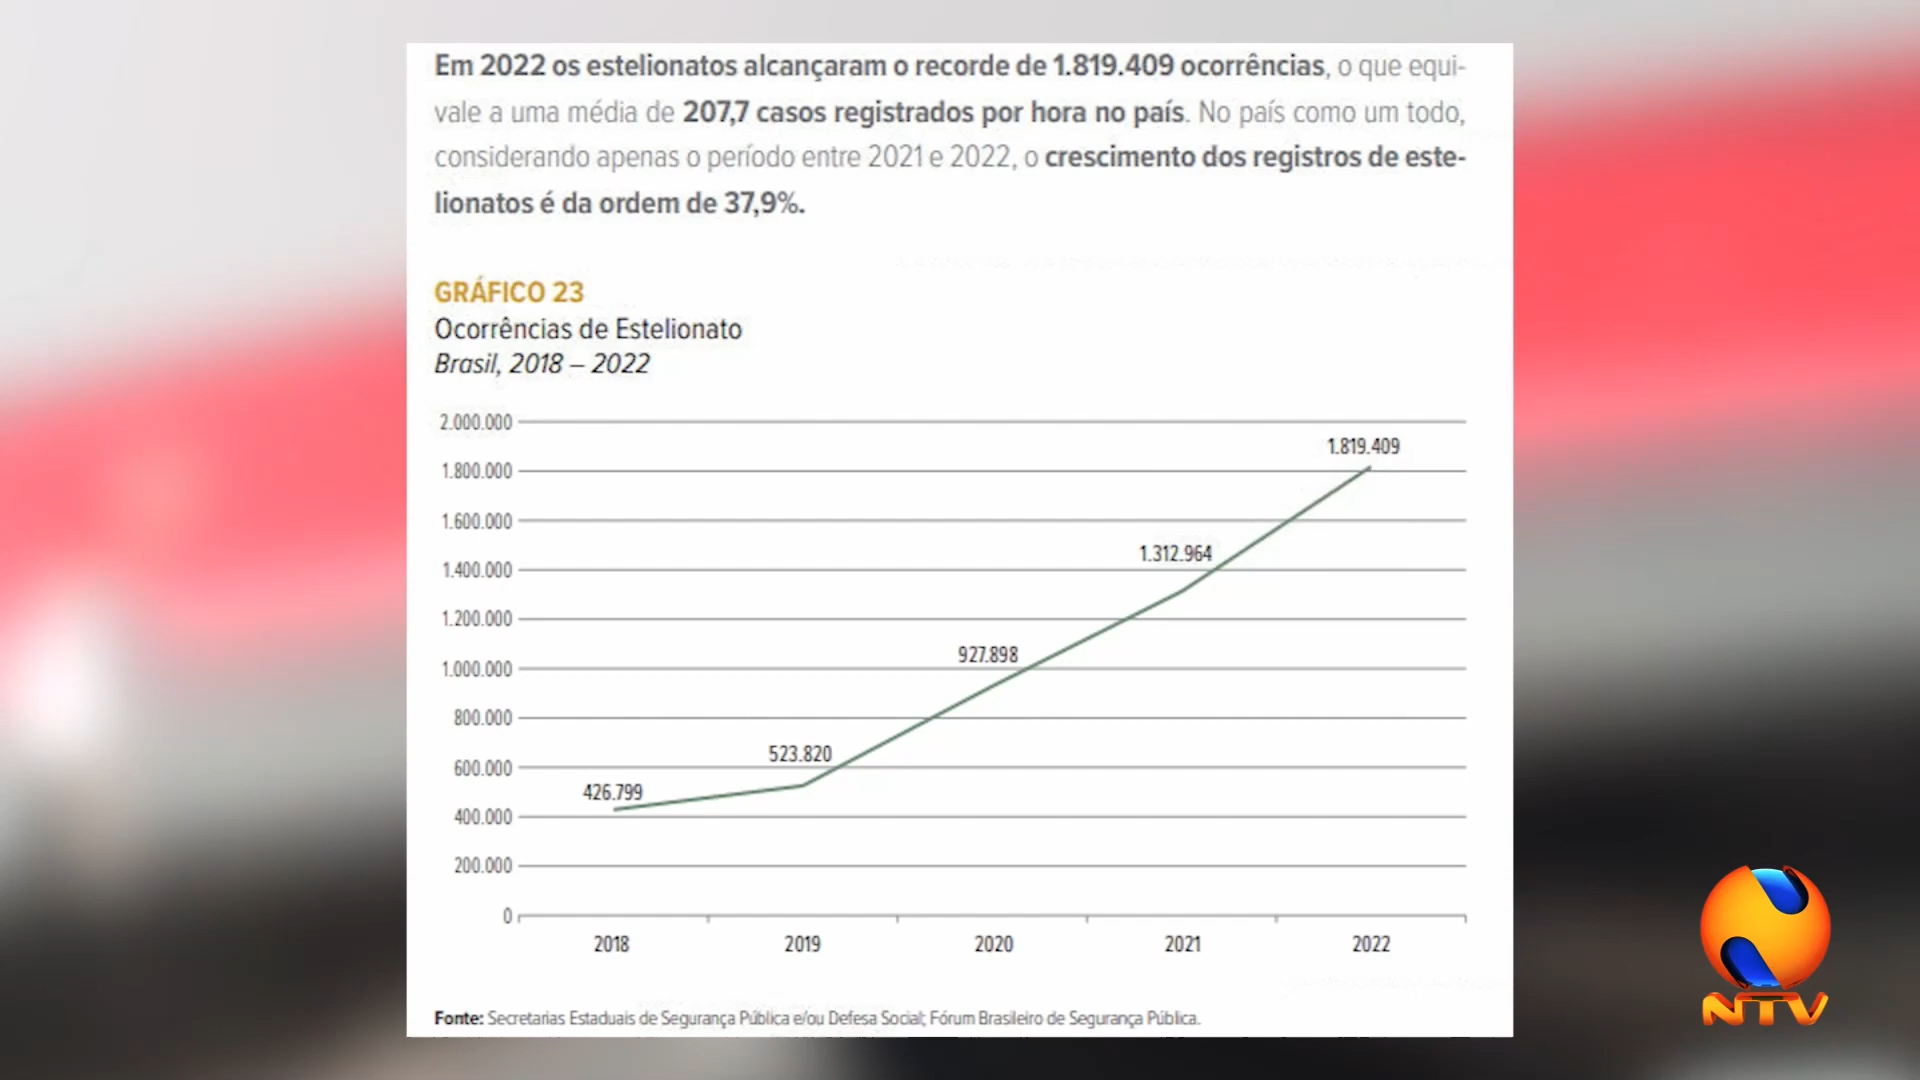 Em 2022 os estelionatos alcançaram o recorde de 1.819.409 ocorrências, o que equi-
vale a uma média de 207,7 casos registrados por hora no país. No país como um todo,
considerando apenas o período entre 2021 e 2022, o crescimento dos registros de este-
lionatos é da ordem de 37,9%.
GRÁFICO 23
Ocorrências de Estelionato
Brasil, 2018 – 2022
2.000.000
1.819.409
1.800.000
1.600.000
1.312.964
1.400.000
1.200.000
927.898
1.000.000
800.000
523.820
600.000
426.799
400.000
200.000
0
2018 2019 2020 2021 2022
Fonte: Secretarias Estaduais de Segurança Pública e/ou Defesa Social; Fórum Brasileiro de Segurança Pública.
NTV